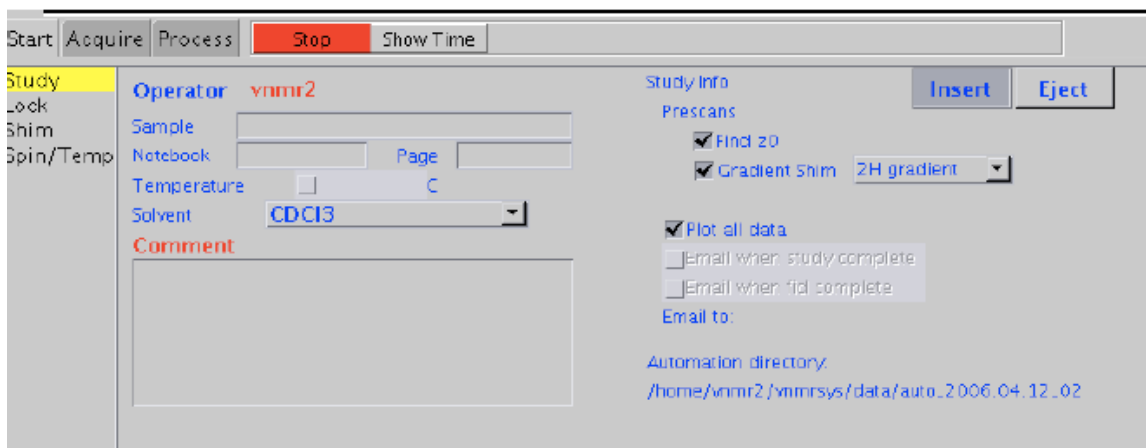 Start Acquire Process Stop Show Time
Study
Lock
Shim
Spin/Temp
Operator vnmr2
Sample
Notebook Page
Temperature C
Solvent CDCl3
Comment
Study Info Insert Eject
Prescans
Find z0
Gradient Shim 2H gradient
Plot all data
Email when study complete
Email when fid complete
Email to:
Automation directory:
/home/vnmr2/vnmrsys/data/auto_2006.04.12_02